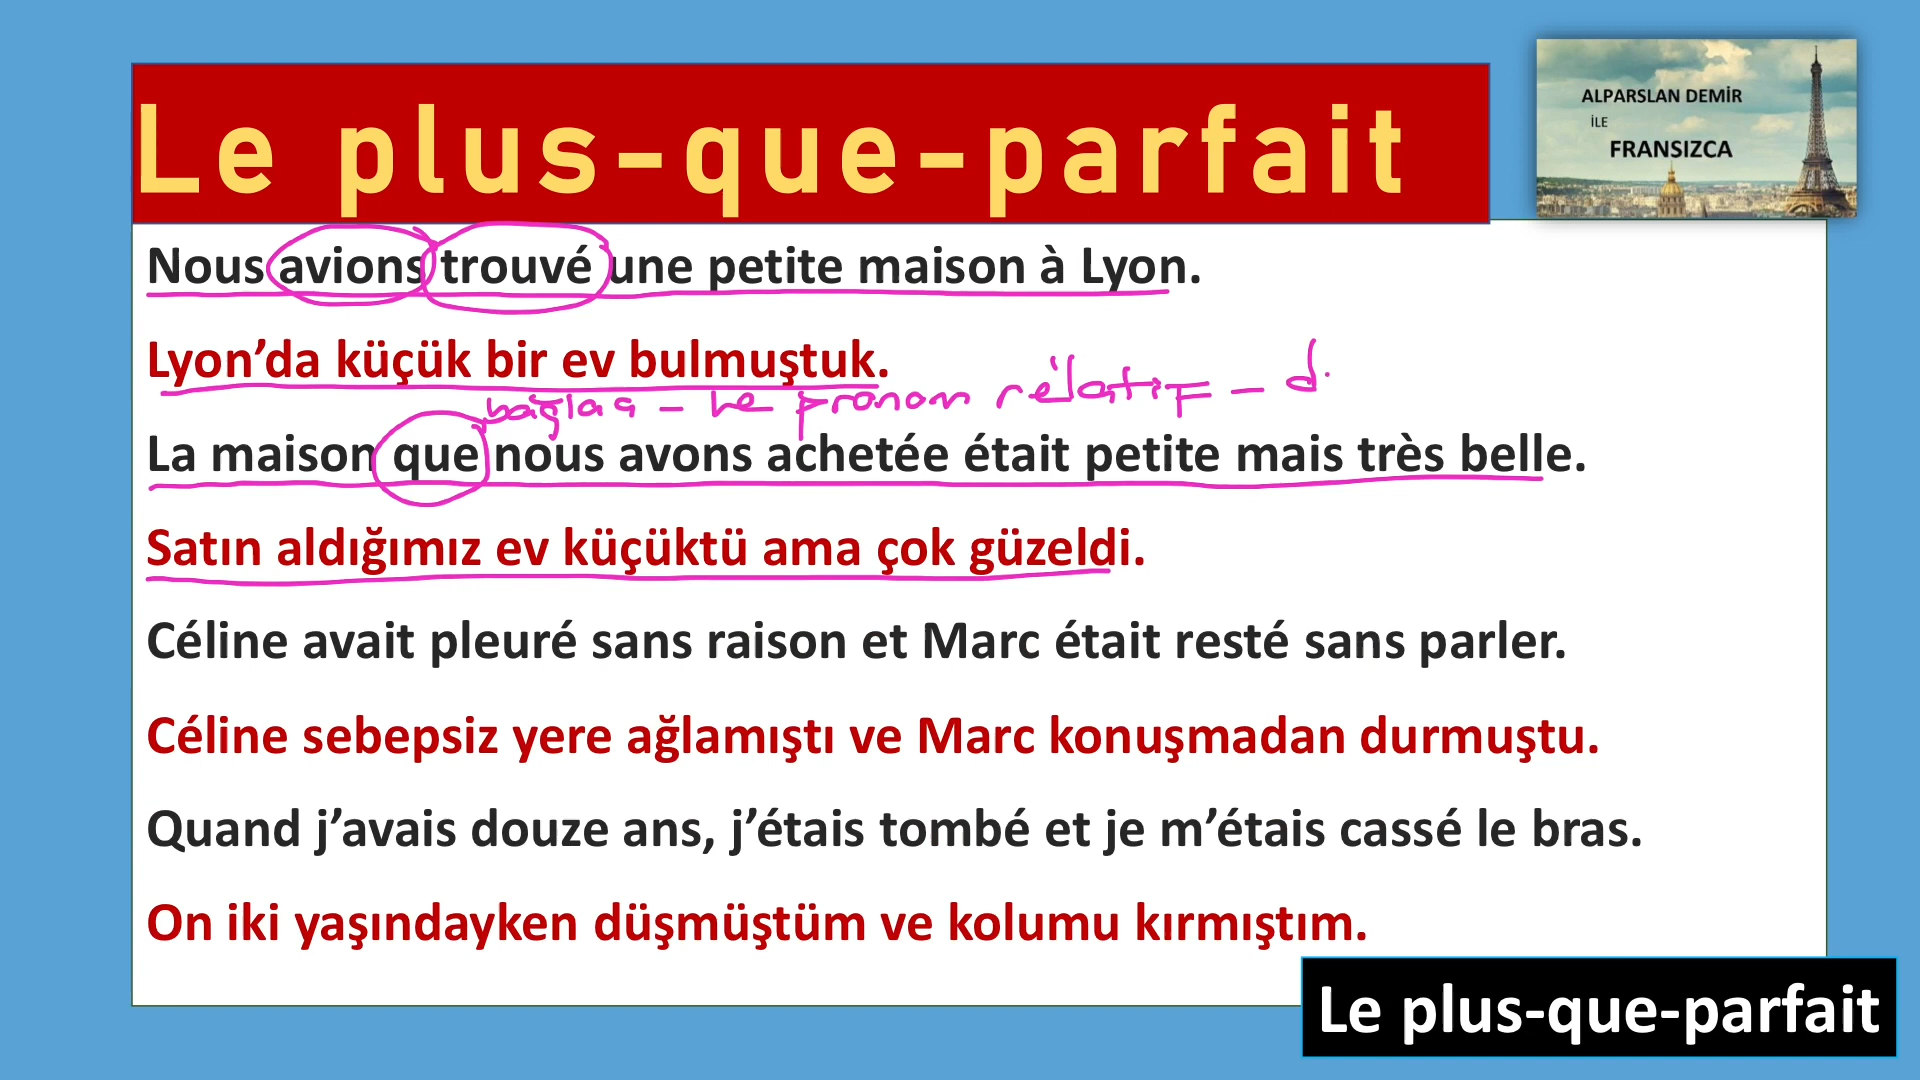 Le plus-que-parfait
ALPARSLAN DEMİR
İLE
FRANSIZCA
Nous avions trouvé une petite maison à Lyon.
Lyon’da küçük bir ev bulmuştuk.
bağlaç – Le pronom rélatif – d
La maison que nous avons achetée était petite mais très belle.
Satın aldığımız ev küçüktü ama çok güzeldi.
Céline avait pleuré sans raison et Marc était resté sans parler.
Céline sebepsiz yere ağlamıştı ve Marc konuşmadan durmuştu.
Quand j’avais douze ans, j’étais tombé et je m’étais cassé le bras.
On iki yaşındayken düşmüştüm ve kolumu kırmıştım.
Le plus-que-parfait